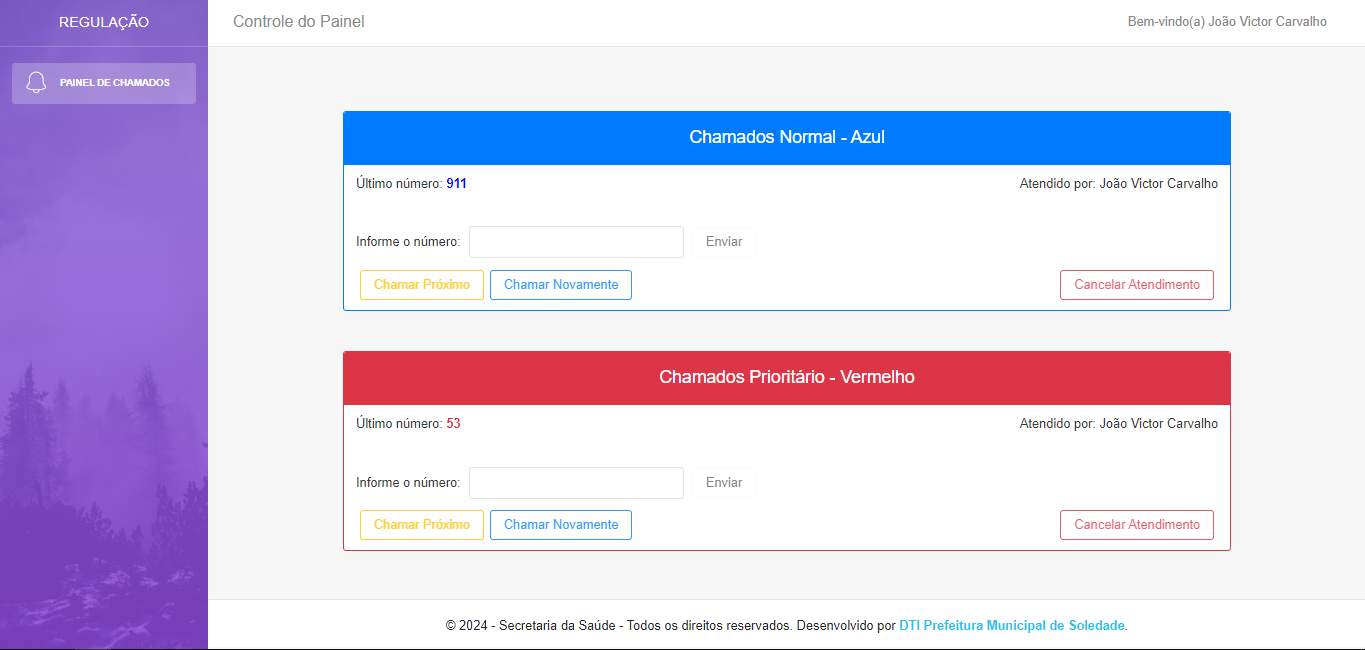 REGULAÇÃO
Controle do Painel
Bem-vindo(a) João Victor Carvalho
PAINEL DE CHAMADOS
Chamados Normal - Azul
Último número: 911
Atendido por: João Victor Carvalho
Informe o número:
Enviar
Chamar Próximo
Chamar Novamente
Cancelar Atendimento
Chamados Prioritário - Vermelho
Último número: 53
Atendido por: João Victor Carvalho
Informe o número:
Enviar
Chamar Próximo
Chamar Novamente
Cancelar Atendimento
© 2024 - Secretaria da Saúde - Todos os direitos reservados. Desenvolvido por DTI Prefeitura Municipal de Soledade.